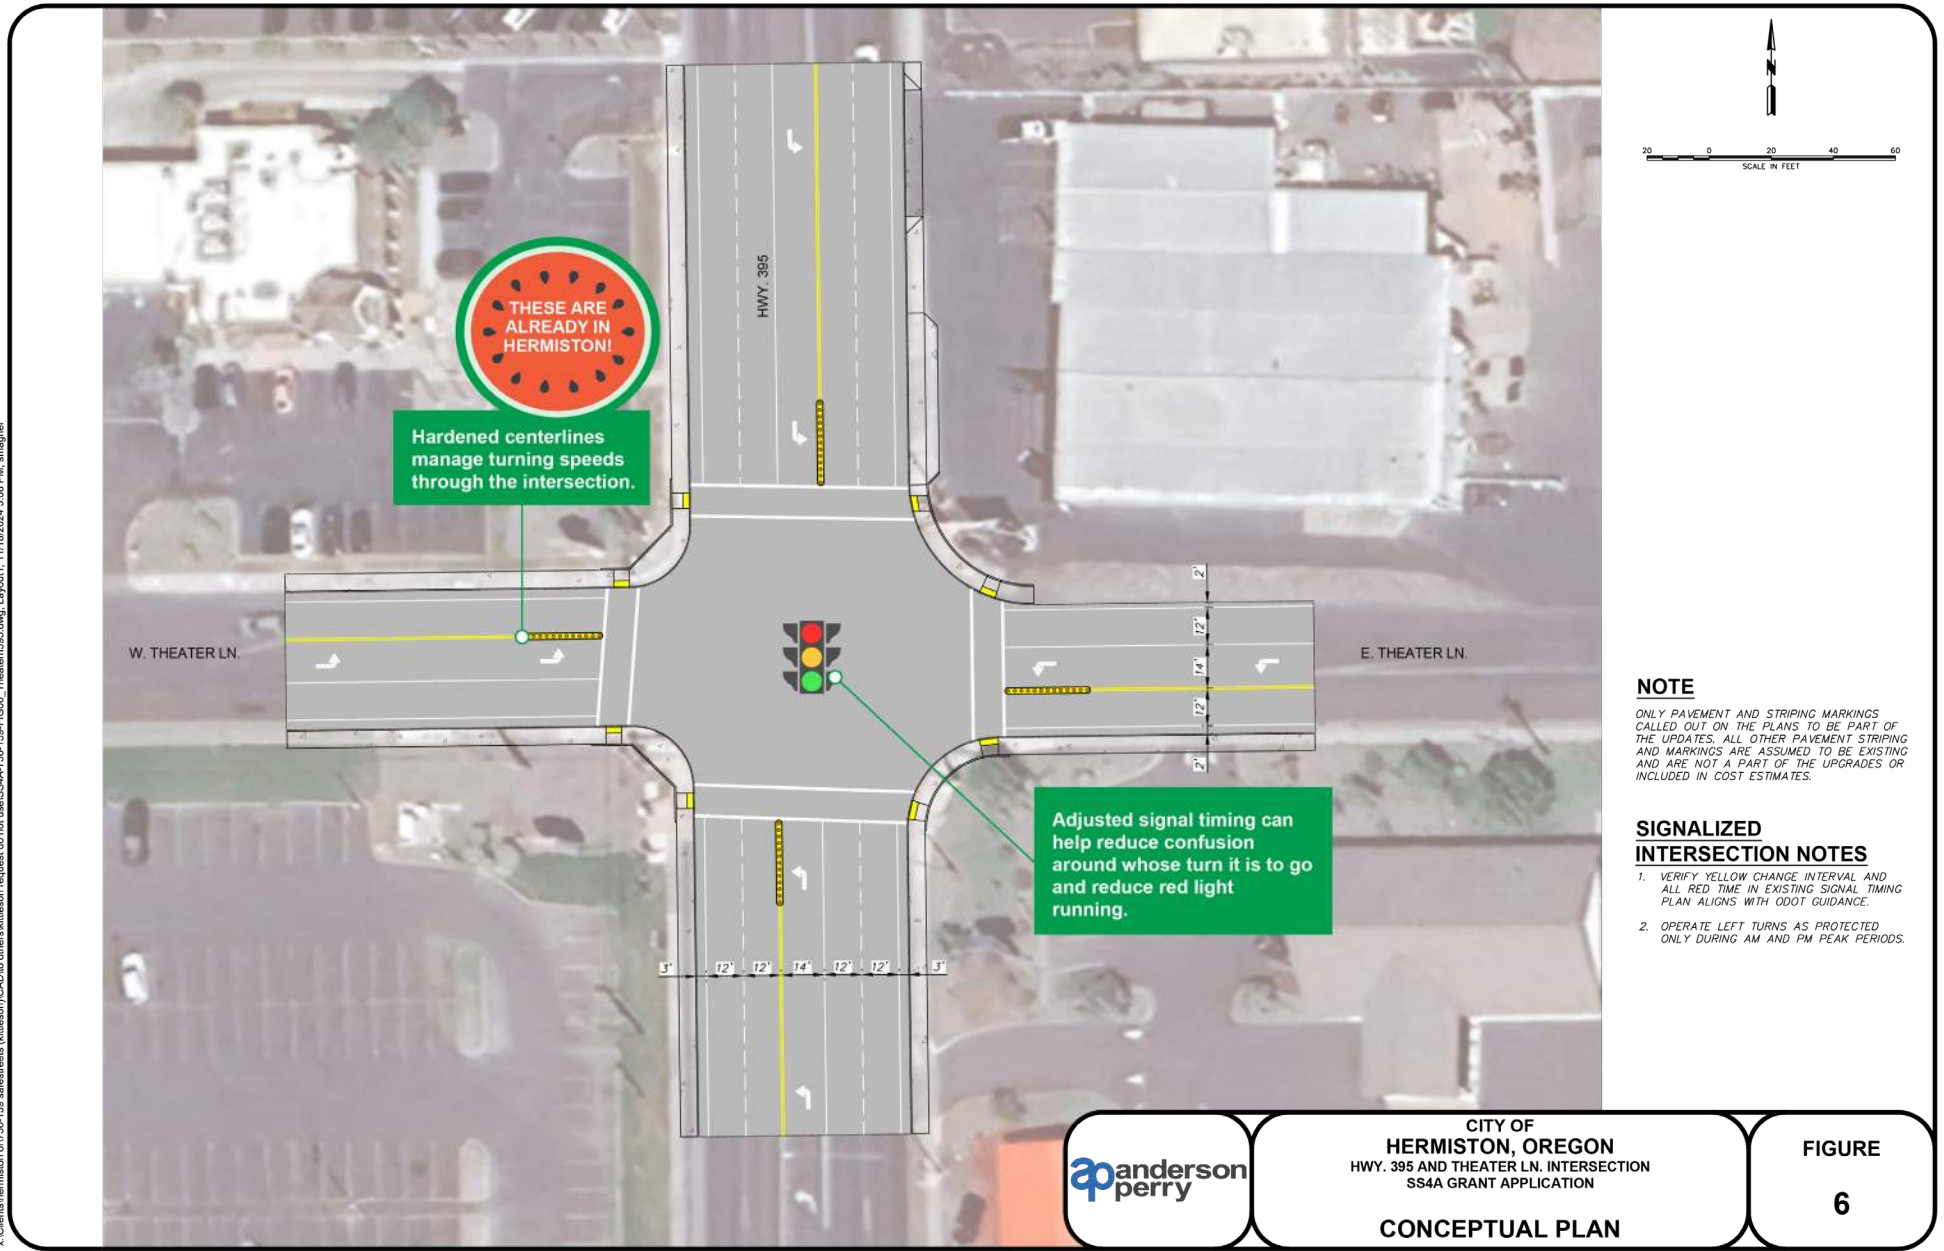 N
20 0 20 40 60
SCALE IN FEET
HWY. 395
THESE ARE
ALREADY IN
HERMISTON!
Hardened centerlines
manage turning speeds
through the intersection.
W. THEATER LN.
E. THEATER LN.
2'
12'
14'
12'
2'
Adjusted signal timing can
help reduce confusion
around whose turn it is to go
and reduce red light
running.
3' 12' 12' 14' 12' 12' 3'
NOTE
ONLY PAVEMENT AND STRIPING MARKINGS
CALLED OUT ON THE PLANS TO BE PART OF
THE UPDATES. ALL OTHER PAVEMENT STRIPING
AND MARKINGS ARE ASSUMED TO BE EXISTING
AND ARE NOT A PART OF THE UPGRADES OR
INCLUDED IN COST ESTIMATES.
SIGNALIZED
INTERSECTION NOTES
1. VERIFY YELLOW CHANGE INTERVAL AND
ALL RED TIME IN EXISTING SIGNAL TIMING
PLAN ALIGNS WITH ODOT GUIDANCE.
2. OPERATE LEFT TURNS AS PROTECTED
ONLY DURING AM AND PM PEAK PERIODS.
ap anderson
perry
CITY OF
HERMISTON, OREGON
HWY. 395 AND THEATER LN. INTERSECTION
SS4A GRANT APPLICATION
CONCEPTUAL PLAN
FIGURE
6